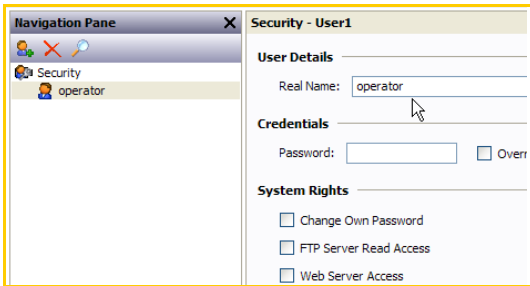 Navigation Pane
Security
operator
Security - User1
User Details
Real Name: operator
Credentials
Password:
Overr
System Rights
Change Own Password
FTP Server Read Access
Web Server Access